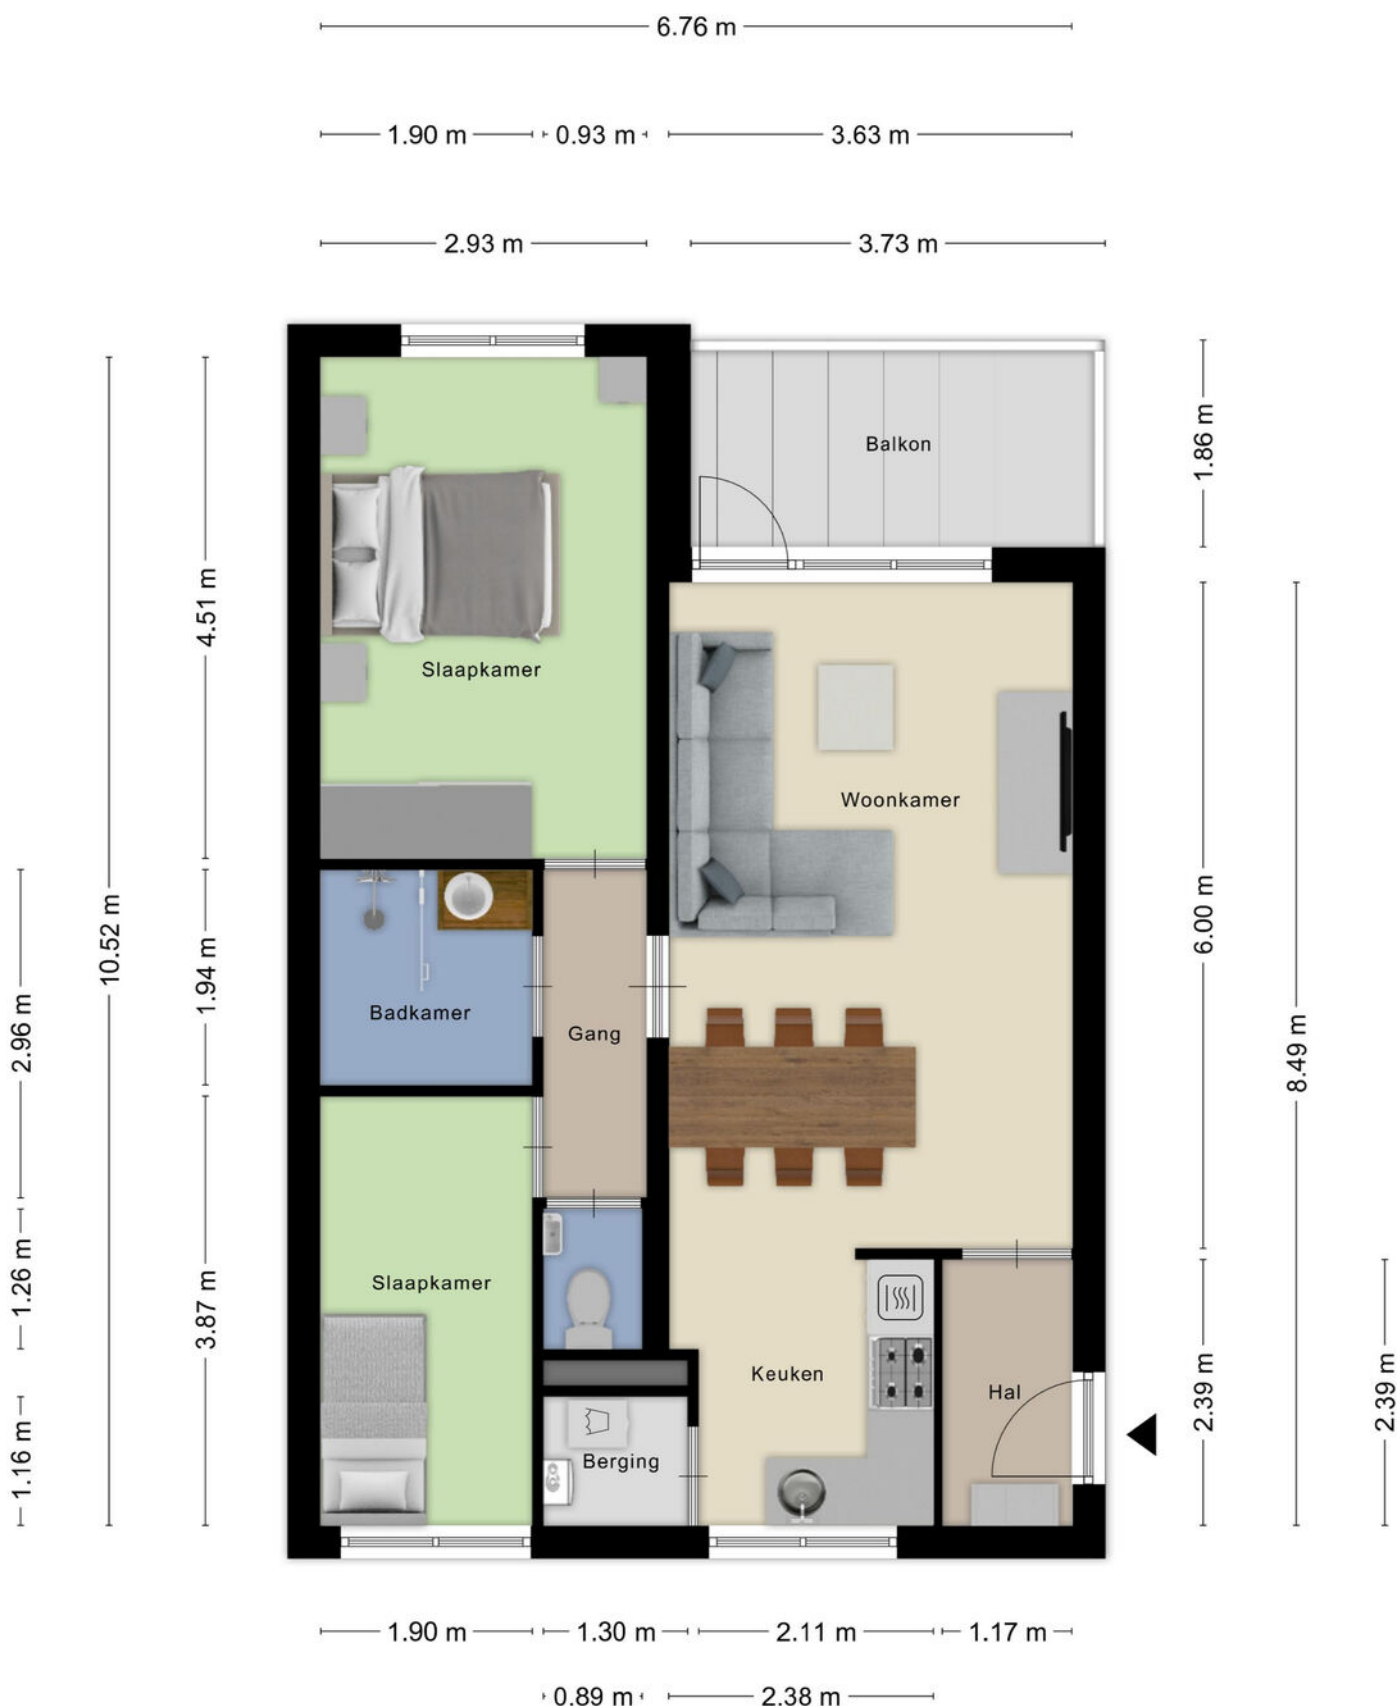 6.76 m
1.90 m
0.93 m
3.63 m
2.93 m
3.73 m
Balkon
1.86 m
4.51 m
Slaapkamer
Woonkamer
10.52 m
6.00 m
1.94 m
2.96 m
Badkamer
Gang
8.49 m
1.26 m
Slaapkamer
3.87 m
Keuken
Hal
2.39 m
2.39 m
1.16 m
Berging
1.90 m
1.30 m
2.11 m
1.17 m
0.89 m
2.38 m